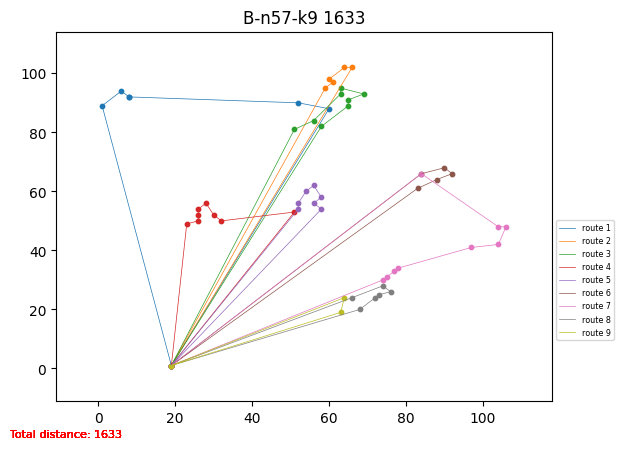 B-n57-k9 1633
100
80
60
40
20
0
0 20 40 60 80 100
route 1
route 2
route 3
route 4
route 5
route 6
route 7
route 8
route 9
Total distance: 1633